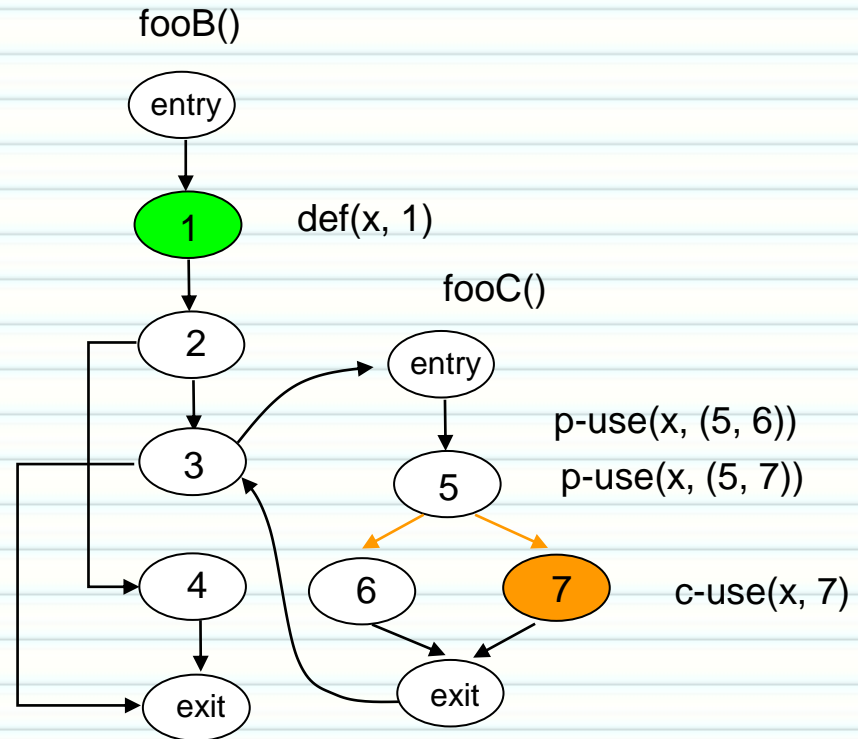 fooB()
entry
1
def(x, 1)
fooC()
2
entry
p-use(x, (5, 6))
3
5
p-use(x, (5, 7))
4
6
7
c-use(x, 7)
exit
exit